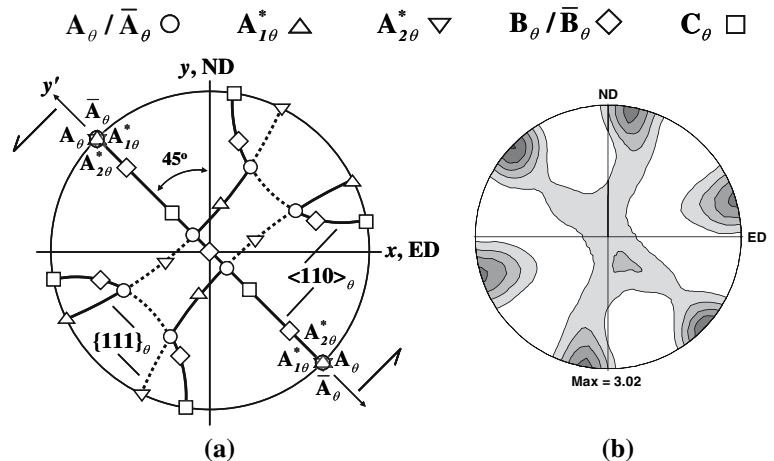 A_θ / Ā_θ ○ A*_1θ △ A*_2θ ▽ B_θ / B̄_θ ◇ C_θ □
y, ND
y'
Ā_θ
A_θ A*_1θ
A*_2θ
45º
x, ED
<110>_θ
{111}_θ
A*_2θ
A*_1θ A_θ
Ā_θ
(a)
ND
ED
Max = 3.02
(b)